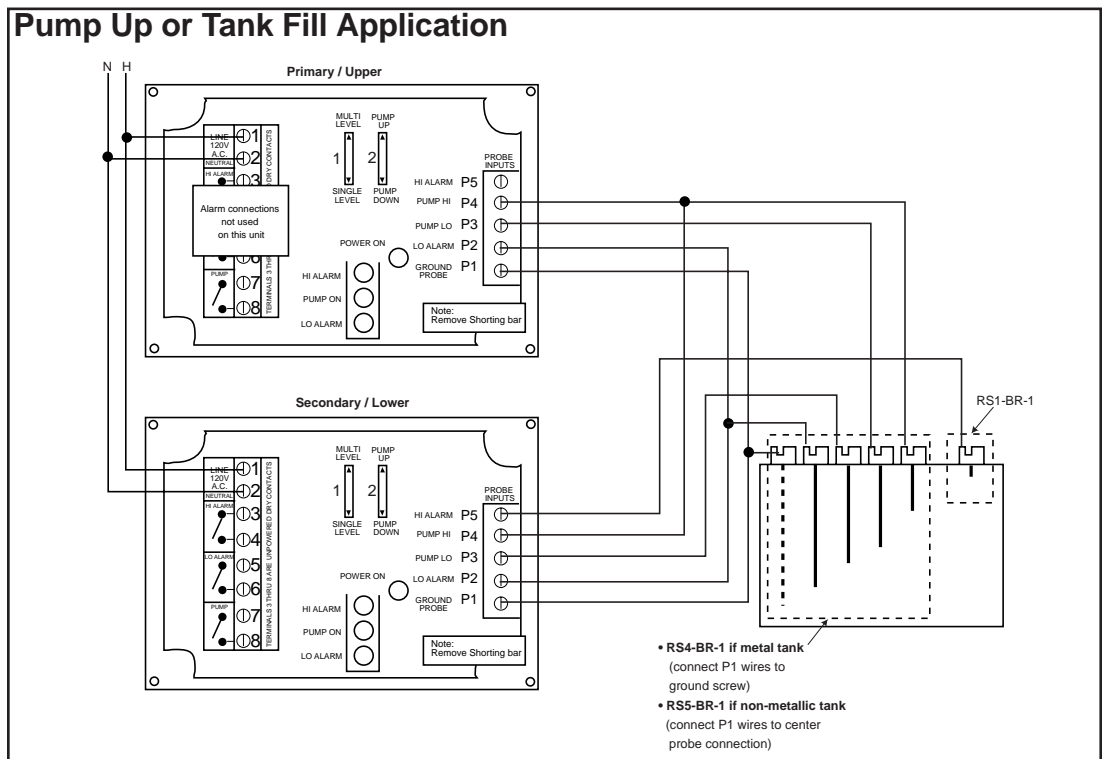 Pump Up or Tank Fill Application
N H
Primary / Upper
MULTI
LEVEL
PUMP
UP
1
2
SINGLE
LEVEL
PUMP
DOWN
LINE
120V
A.C.
NEUTRAL
HI ALARM
1
2
3
Alarm connections
not used
on this unit
6
PUMP
7
8
TERMINALS 3 THR
DRY CONTACTS
POWER ON
HI ALARM
PUMP ON
LO ALARM
PROBE
INPUTS
HI ALARM P5
PUMP HI P4
PUMP LO P3
LO ALARM P2
GROUND
PROBE P1
Note:
Remove Shorting bar
Secondary / Lower
MULTI
LEVEL
PUMP
UP
1
2
SINGLE
LEVEL
PUMP
DOWN
LINE
120V
A.C.
NEUTRAL
HI ALARM
LO ALARM
PUMP
1
2
3
4
5
6
7
8
TERMINALS 3 THRU 8 ARE UNPOWERED DRY CONTACTS
POWER ON
HI ALARM
PUMP ON
LO ALARM
PROBE
INPUTS
HI ALARM P5
PUMP HI P4
PUMP LO P3
LO ALARM P2
GROUND
PROBE P1
Note:
Remove Shorting bar
RS1-BR-1
• RS4-BR-1 if metal tank
(connect P1 wires to
ground screw)
• RS5-BR-1 if non-metallic tank
(connect P1 wires to center
probe connection)